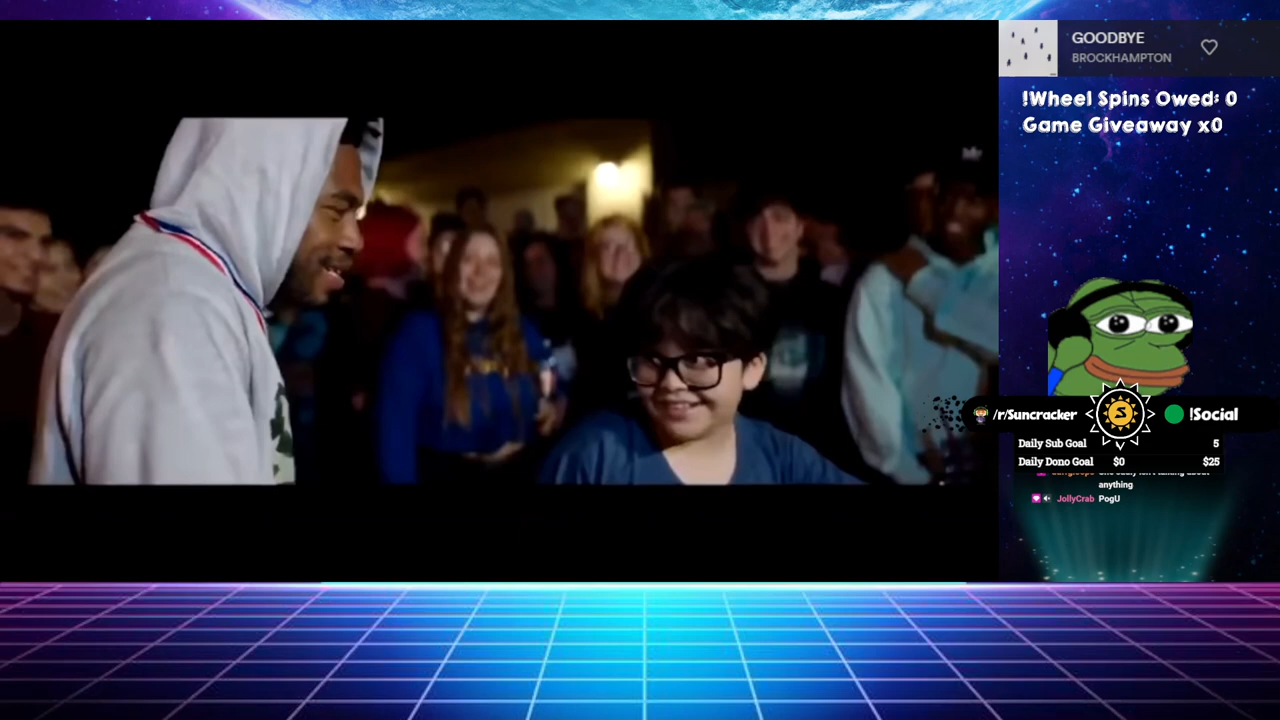 GOODBYE
BROCKHAMPTON
!Wheel Spins Owed: 0
Game Giveaway x0
/r/Suncracker
S
!Social
Daily Sub Goal 5
Daily Dono Goal $0 $25
anything
JollyCrab PogU